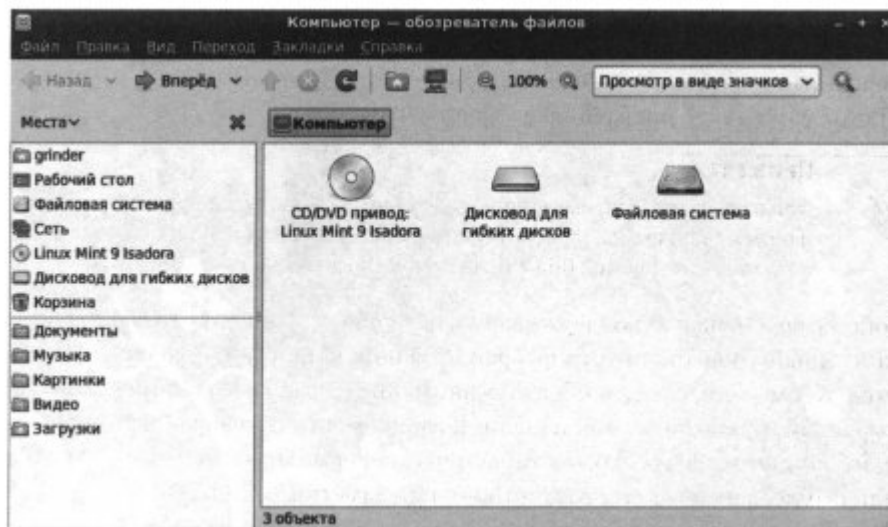 Компьютер — обозреватель файлов
Файл Правка Вид Переход Закладки Справка
Назад Вперёд 100% Просмотр в виде значков
Места Компьютер
grinder
Рабочий стол
Файловая система
Сеть
Linux Mint 9 Isadora
Дисковод для гибких дисков
Корзина
Документы
Музыка
Картинки
Видео
Загрузки
CD/DVD привод:
Linux Mint 9 Isadora
Дисковод для
гибких дисков
Файловая система
3 объекта